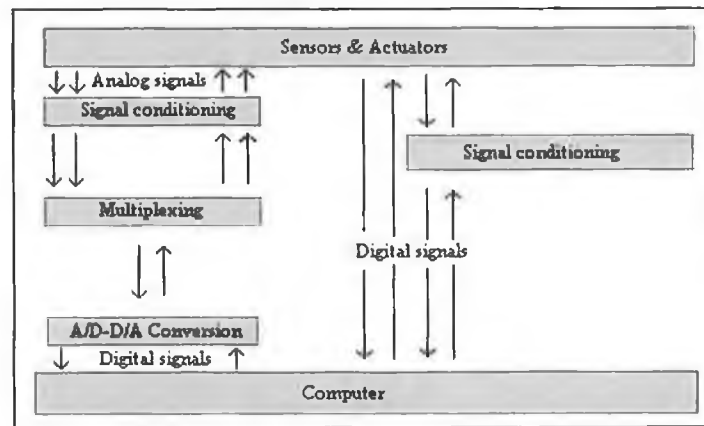 Sensors & Actuators
Analog signals
Signal conditioning
Signal conditioning
Multiplexing
Digital signals
A/D-D/A Conversion
Digital signals
Computer